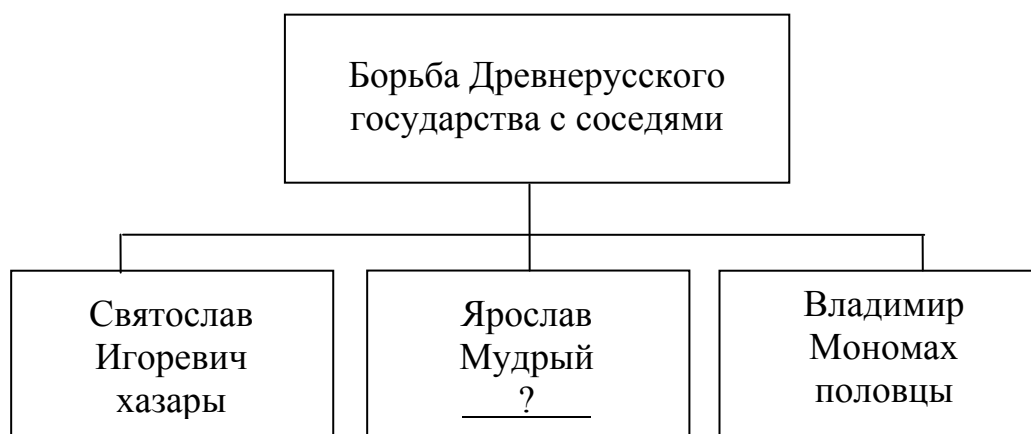 Борьба Древнерусского
государства с соседями
Святослав
Игоревич
хазары
Ярослав
Мудрый
?
Владимир
Мономах
половцы